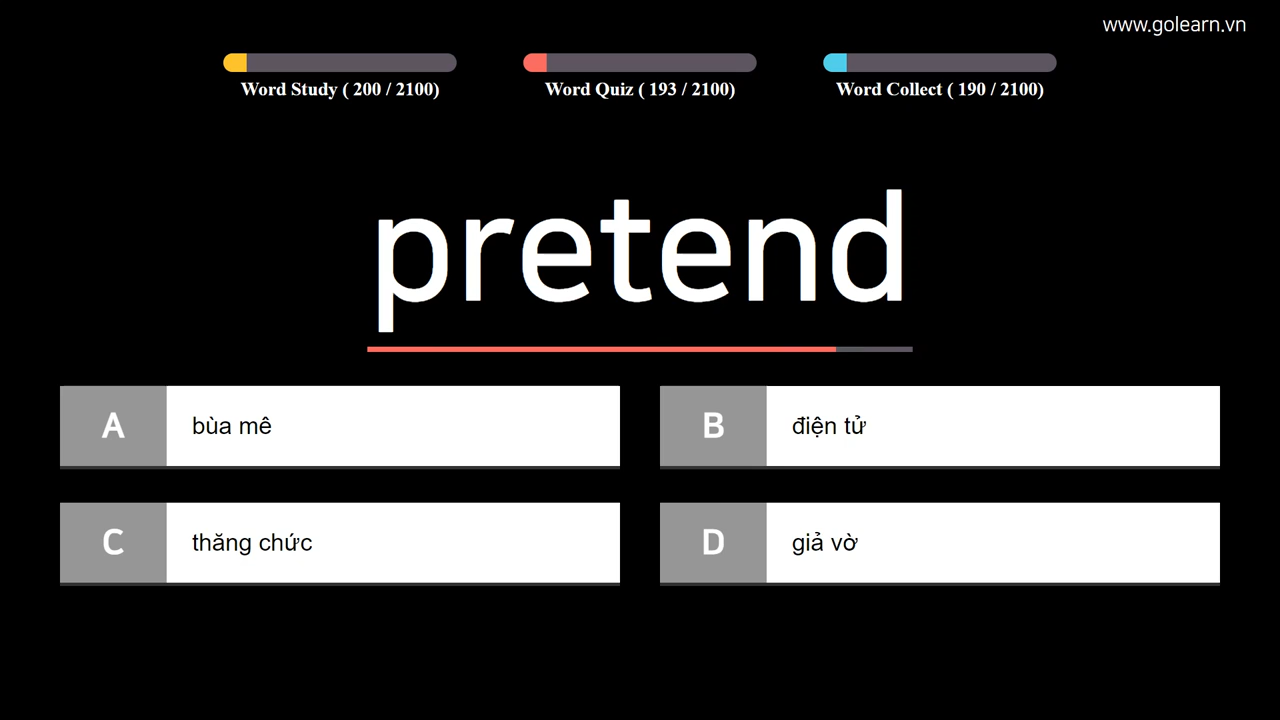 www.golearn.vn
Word Study ( 200 / 2100)
Word Quiz ( 193 / 2100)
Word Collect ( 190 / 2100)
pretend
A bùa mê
B điện tử
C thăng chức
D giả vờ